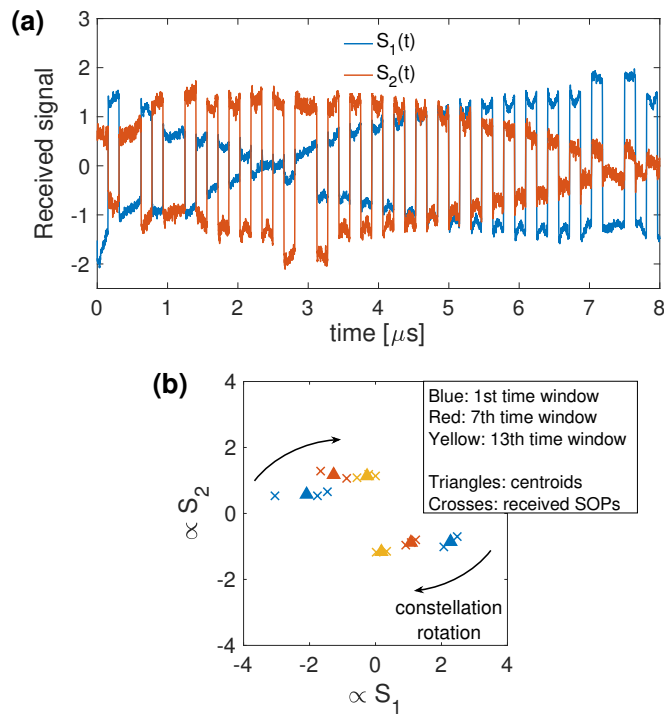 (a)
S₁(t)
S₂(t)
Received signal
3
2
1
0
-1
-2
0 1 2 3 4 5 6 7 8
time [μs]
(b)
Blue: 1st time window
Red: 7th time window
Yellow: 13th time window
Triangles: centroids
Crosses: received SOPs
∝ S₂
4
2
0
-2
-4
constellation
rotation
-4 -2 0 2 4
∝ S₁